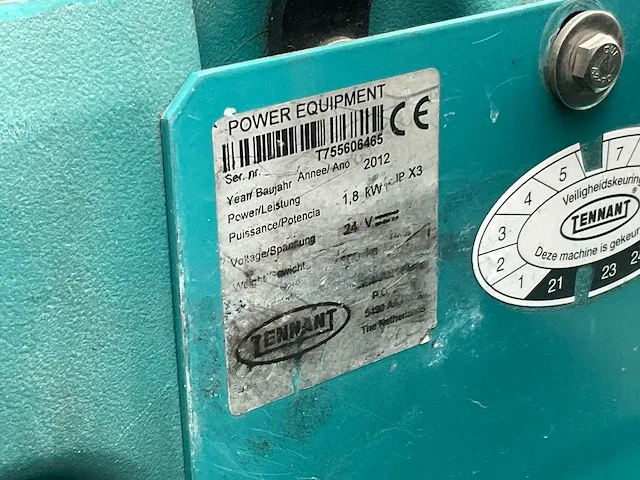 POWER EQUIPMENT
CE
T755606465
Ser. nr.
Year/ Baujahr Annee/ Ano 2012
Power/Leistung 1,8 kW IP X3
Puissance/Potencia
Voltage/Spannung 24 V
TENNANT
P.O.
The Netherlands
4 5 7
3
2
1 21 23
Veiligheidskeuring
TENNANT
Deze machine is gekeurd